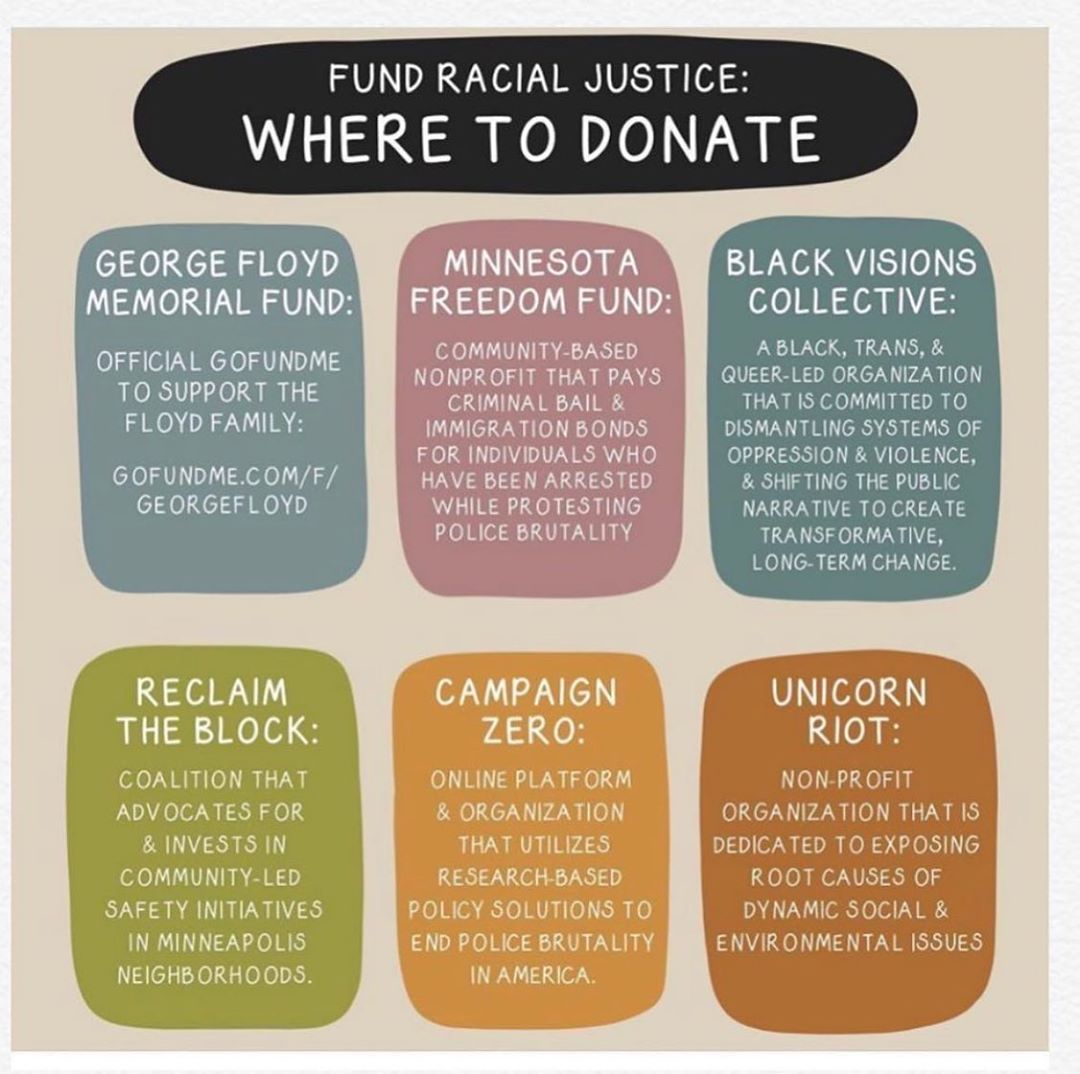 FUND RACIAL JUSTICE:
WHERE TO DONATE
GEORGE FLOYD
MEMORIAL FUND:
OFFICIAL GOFUNDME
TO SUPPORT THE
FLOYD FAMILY:
GOFUNDME.COM/F/
GEORGEFLOYD
MINNESOTA
FREEDOM FUND:
COMMUNITY-BASED
NONPROFIT THAT PAYS
CRIMINAL BAIL &
IMMIGRATION BONDS
FOR INDIVIDUALS WHO
HAVE BEEN ARRESTED
WHILE PROTESTING
POLICE BRUTALITY
BLACK VISIONS
COLLECTIVE:
A BLACK, TRANS, &
QUEER-LED ORGANIZATION
THAT IS COMMITTED TO
DISMANTLING SYSTEMS OF
OPPRESSION & VIOLENCE,
& SHIFTING THE PUBLIC
NARRATIVE TO CREATE
TRANSFORMATIVE,
LONG-TERM CHANGE.
RECLAIM
THE BLOCK:
COALITION THAT
ADVOCATES FOR
& INVESTS IN
COMMUNITY-LED
SAFETY INITIATIVES
IN MINNEAPOLIS
NEIGHBORHOODS.
CAMPAIGN
ZERO:
ONLINE PLATFORM
& ORGANIZATION
THAT UTILIZES
RESEARCH-BASED
POLICY SOLUTIONS TO
END POLICE BRUTALITY
IN AMERICA.
UNICORN
RIOT:
NON-PROFIT
ORGANIZATION THAT IS
DEDICATED TO EXPOSING
ROOT CAUSES OF
DYNAMIC SOCIAL &
ENVIRONMENTAL ISSUES